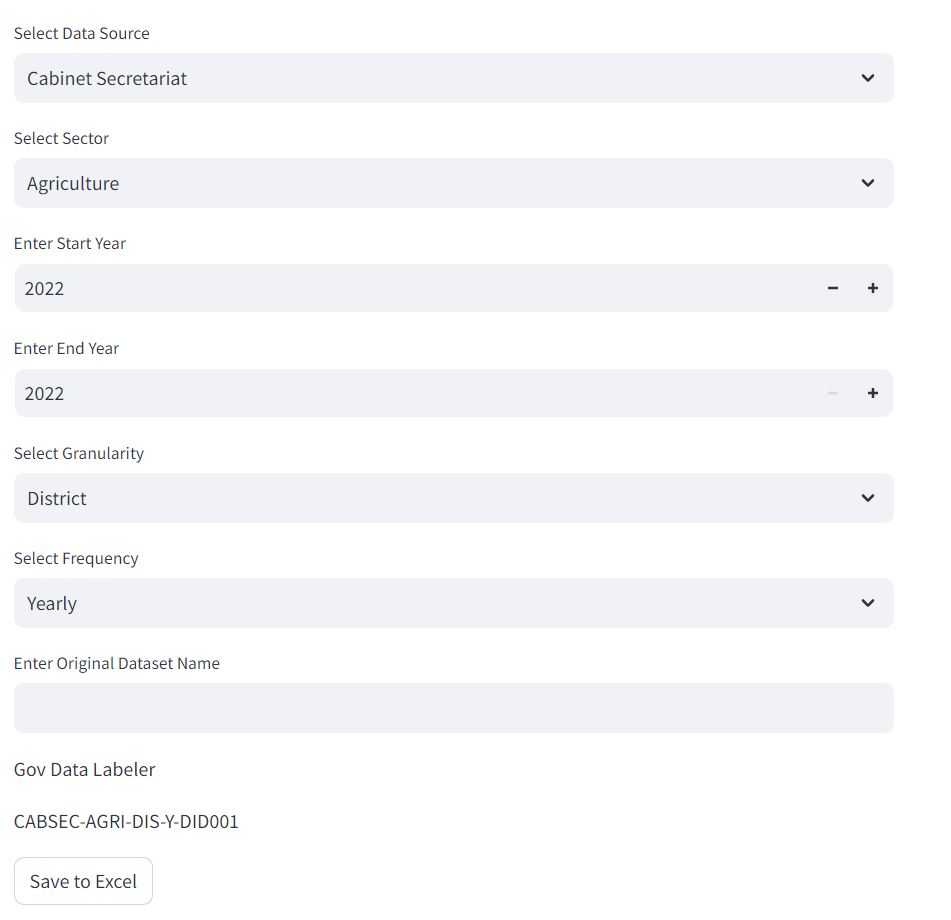 Select Data Source
Cabinet Secretariat
Select Sector
Agriculture
Enter Start Year
2022
Enter End Year
2022
Select Granularity
District
Select Frequency
Yearly
Enter Original Dataset Name
Gov Data Labeler
CABSEC-AGRI-DIS-Y-DID001
Save to Excel